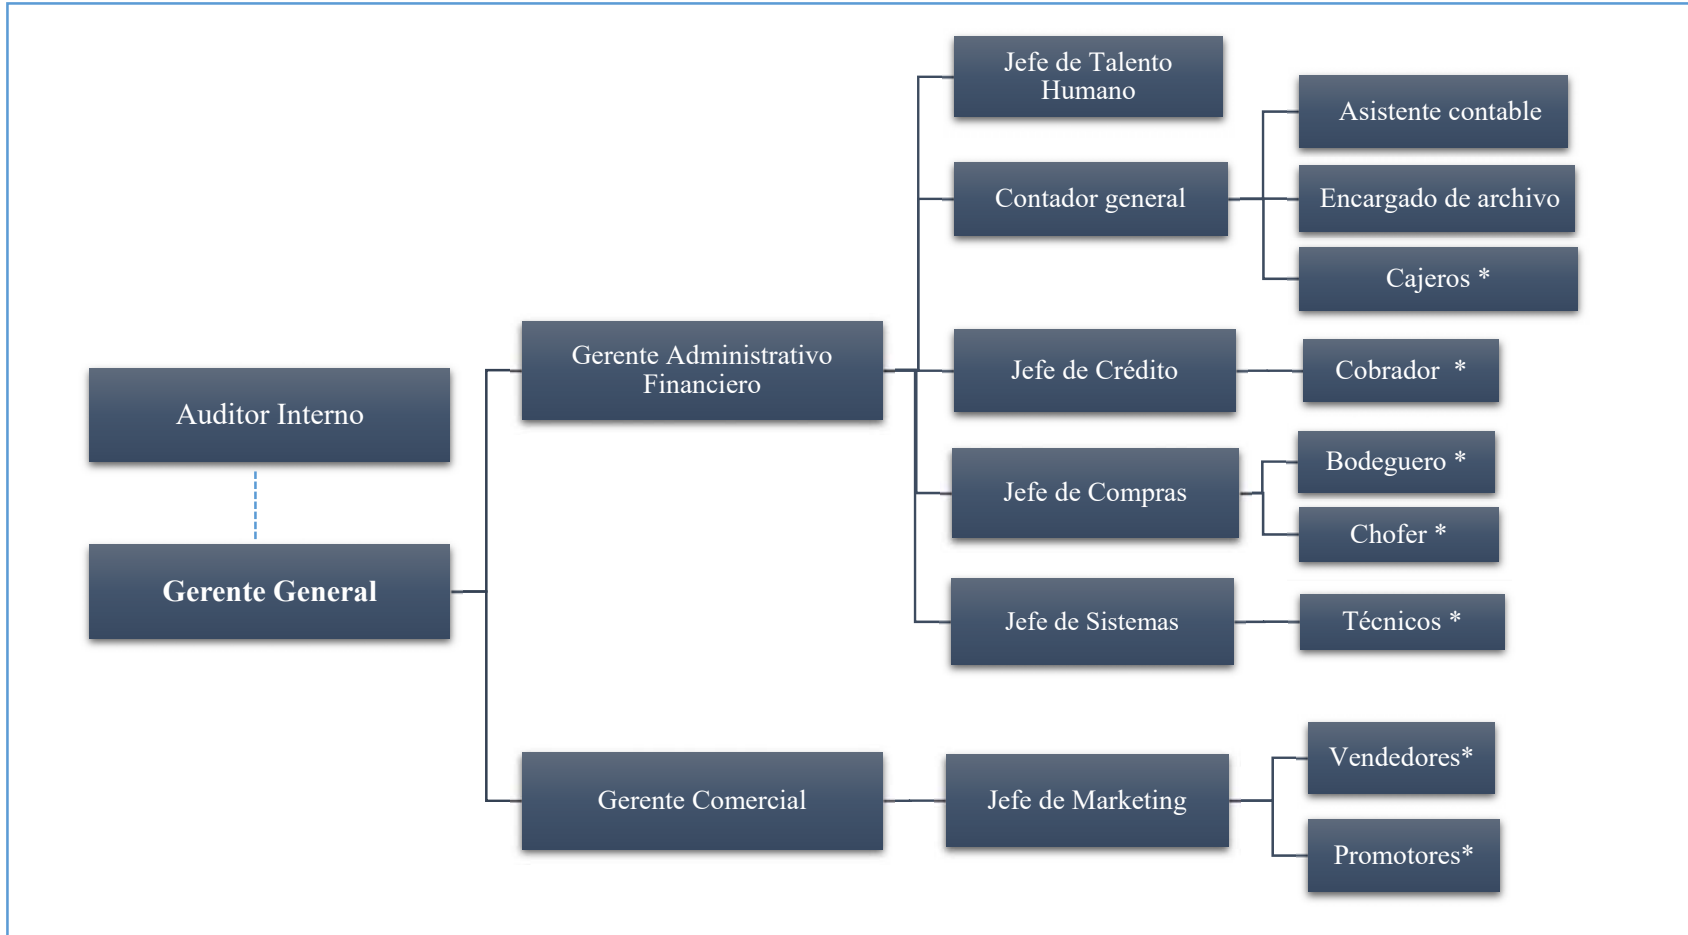 Jefe de Talento
Humano
Asistente contable
Contador general
Encargado de archivo
Cajeros *
Gerente Administrativo
Financiero
Jefe de Crédito
Cobrador *
Auditor Interno
Bodeguero *
Jefe de Compras
Chofer *
Gerente General
Jefe de Sistemas
Técnicos *
Vendedores*
Gerente Comercial
Jefe de Marketing
Promotores*